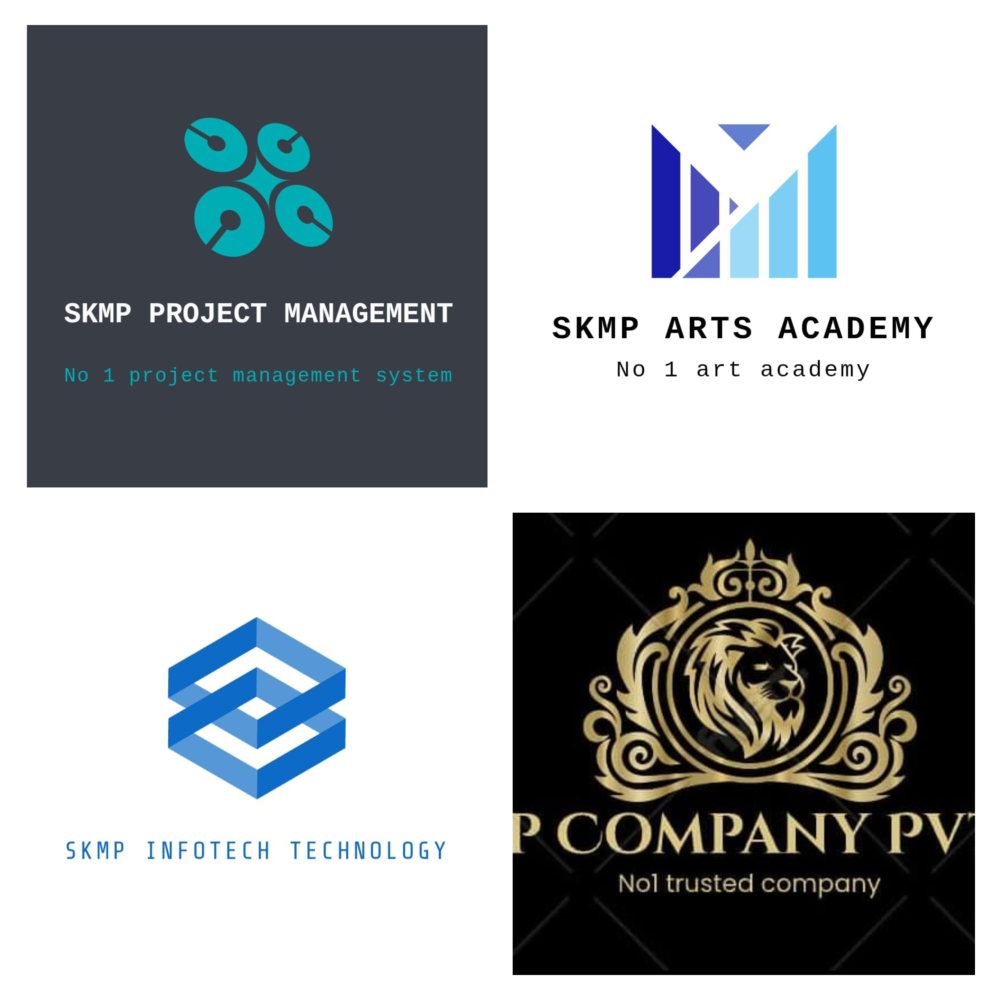 SKMP PROJECT MANAGEMENT
No 1 project management system
SKMP ARTS ACADEMY
No 1 art academy
SKMP INFOTECH TECHNOLOGY
P COMPANY PV
No1 trusted company